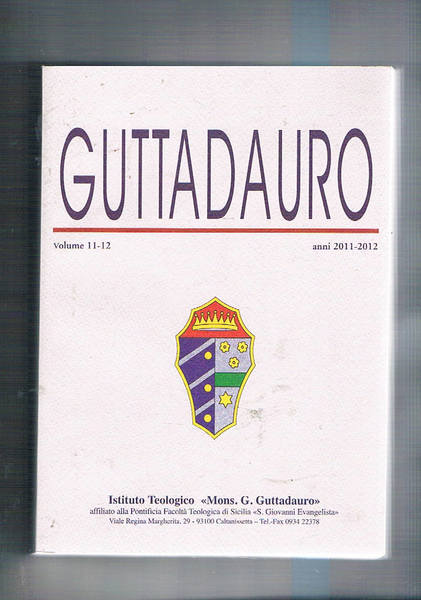 GUTTADAURO
Volume 11-12 anni 2011-2012
Istituto Teologico «Mons. G. Guttadauro»
affiliato alla Pontificia Facoltà Teologica di Sicilia «S. Giovanni Evangelista»
Viale Regina Margherita, 29 - 93100 Caltanissetta – Tel.-Fax 0934 22378